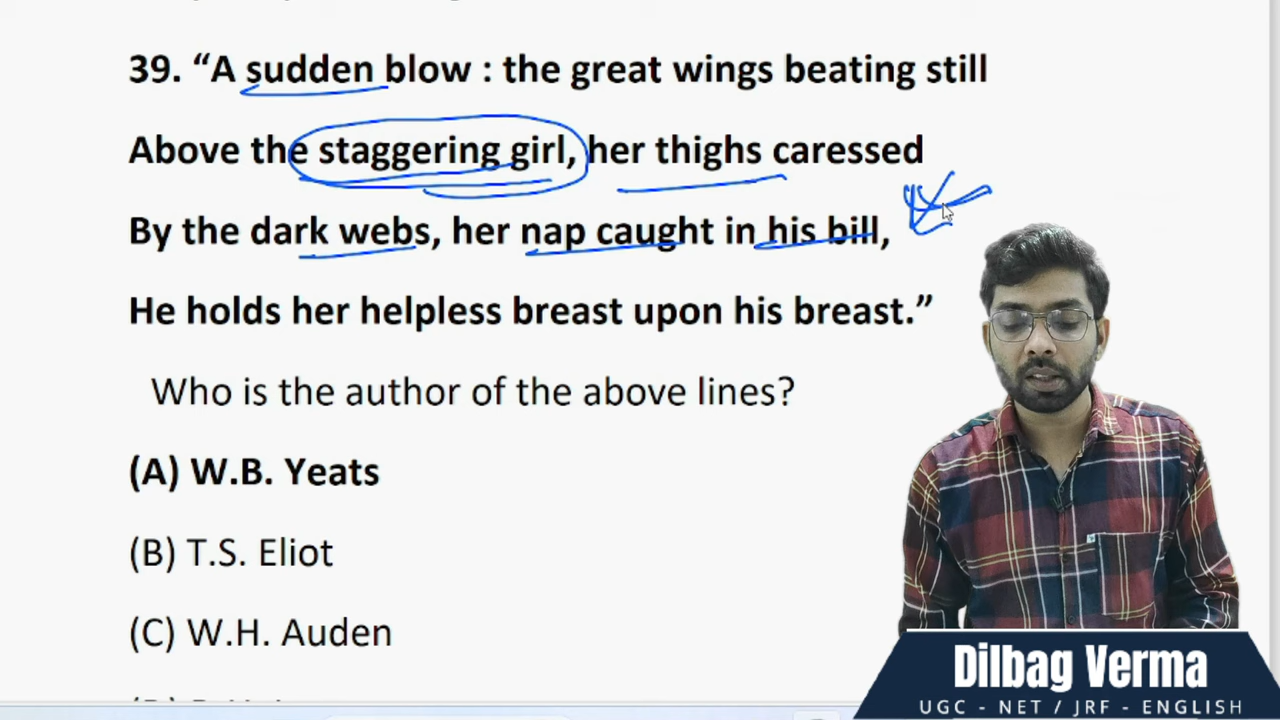 39. “A sudden blow : the great wings beating still
Above the staggering girl, her thighs caressed
By the dark webs, her nap caught in his bill,
He holds her helpless breast upon his breast.”
Who is the author of the above lines?
(A) W.B. Yeats
(B) T.S. Eliot
(C) W.H. Auden
Dilbag Verma
UGC - NET / JRF - ENGLISH